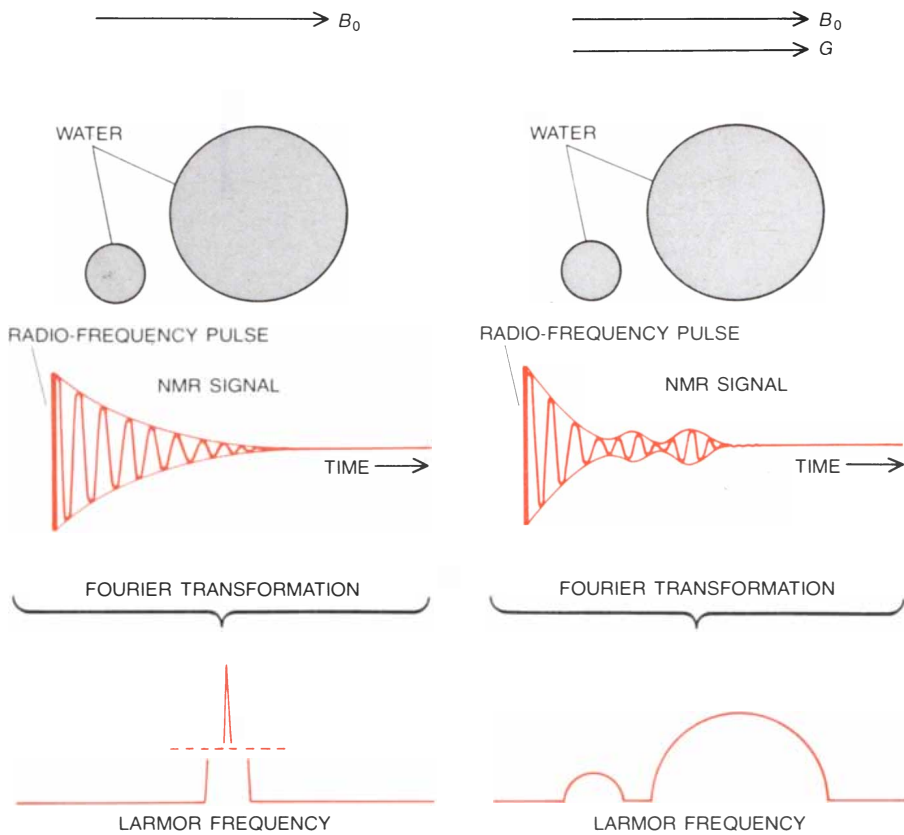 B0
WATER
RADIO-FREQUENCY PULSE
NMR SIGNAL
TIME
FOURIER TRANSFORMATION
LARMOR FREQUENCY
B0
G
WATER
RADIO-FREQUENCY PULSE
NMR SIGNAL
TIME
FOURIER TRANSFORMATION
LARMOR FREQUENCY